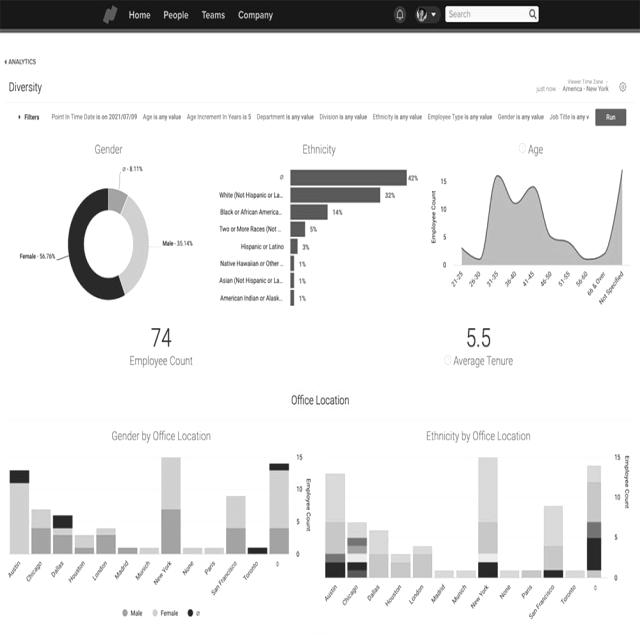 Home People Teams Company Search
ANALYTICS
Diversity
Viewer Time Zone
just now America - New York
Filters Point In Time Date is on 2021/07/09 Age is any value Age Increment In Years is 5 Department is any value Division is any value Ethnicity is any value Employee Type is any value Gender is any value Job Title is any v Run
Gender
Ø - 8.11%
Male - 35.14%
Female - 56.76%
Ethnicity
Ø 42%
White (Not Hispanic or La... 32%
Black or African America... 14%
Two or More Races (Not ... 5%
Hispanic or Latino 3%
Native Hawaiian or Other ... 1%
Asian (Not Hispanic or La... 1%
American Indian or Alask... 1%
Age
Employee Count
15
10
5
0
21-25 26-30 31-35 36-40 41-45 46-50 51-55 56-60 66 & Over Not Specified
74
Employee Count
5.5
Average Tenure
Office Location
Gender by Office Location
15
10
5
0
Employee Count
Austin Chicago Dallas Houston London Madrid Munich New York None Paris San Francisco Toronto Ø
Male Female Ø
Ethnicity by Office Location
15
10
5
0
Employee Count
Austin Chicago Dallas Houston London Madrid Munich New York None Paris San Francisco Toronto Ø